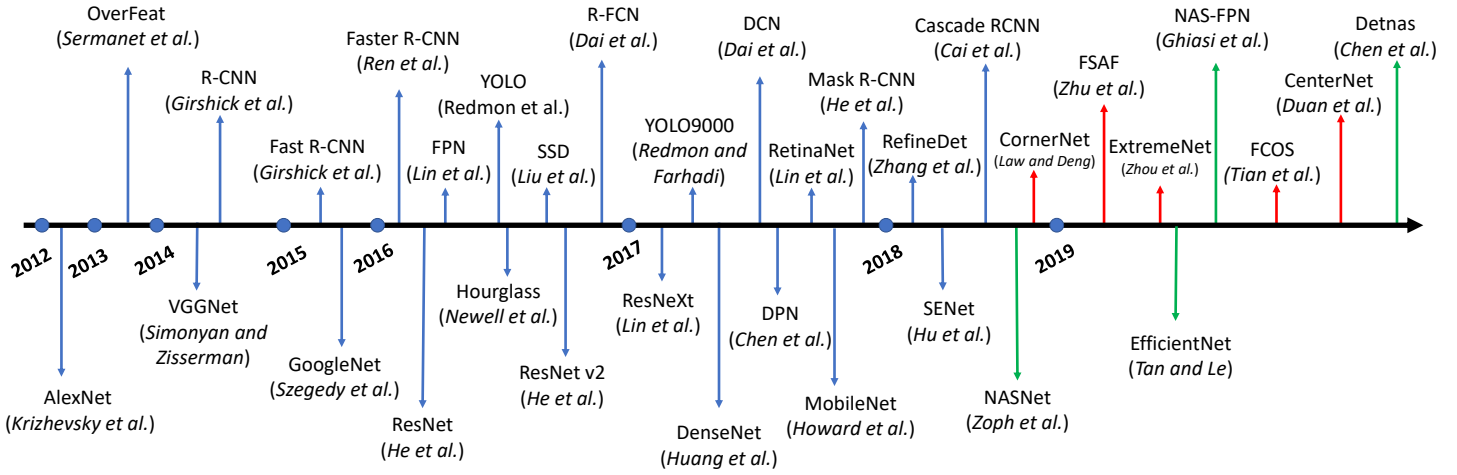 OverFeat
(Sermanet et al.)
R-CNN
(Girshick et al.)
Fast R-CNN
(Girshick et al.)
Faster R-CNN
(Ren et al.)
FPN
(Lin et al.)
YOLO
(Redmon et al.)
SSD
(Liu et al.)
R-FCN
(Dai et al.)
YOLO9000
(Redmon and
Farhadi)
DCN
(Dai et al.)
RetinaNet
(Lin et al.)
Mask R-CNN
(He et al.)
RefineDet
(Zhang et al.)
Cascade RCNN
(Cai et al.)
CornerNet
(Law and Deng)
FSAF
(Zhu et al.)
ExtremeNet
(Zhou et al.)
NAS-FPN
(Ghiasi et al.)
FCOS
(Tian et al.)
CenterNet
(Duan et al.)
Detnas
(Chen et al.)
2012
2013
2014
2015
2016
2017
2018
2019
AlexNet
(Krizhevsky et al.)
VGGNet
(Simonyan and
Zisserman)
GoogleNet
(Szegedy et al.)
ResNet
(He et al.)
Hourglass
(Newell et al.)
ResNet v2
(He et al.)
ResNeXt
(Lin et al.)
DenseNet
(Huang et al.)
DPN
(Chen et al.)
MobileNet
(Howard et al.)
SENet
(Hu et al.)
NASNet
(Zoph et al.)
EfficientNet
(Tan and Le)